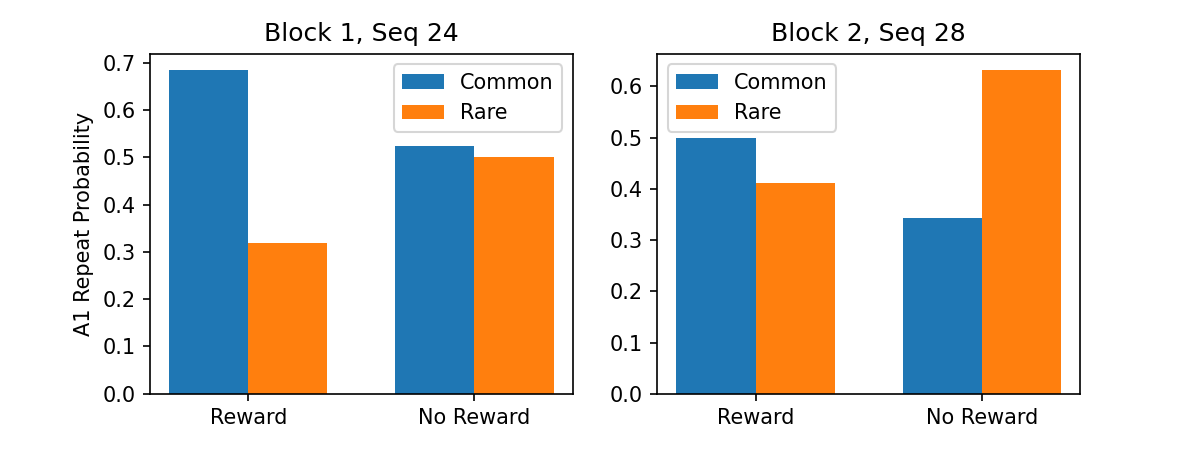 Block 1, Seq 24
A1 Repeat Probability
0.7
0.6
0.5
0.4
0.3
0.2
0.1
0.0
Common
Rare
Reward
No Reward
Block 2, Seq 28
0.6
0.5
0.4
0.3
0.2
0.1
0.0
Common
Rare
Reward
No Reward